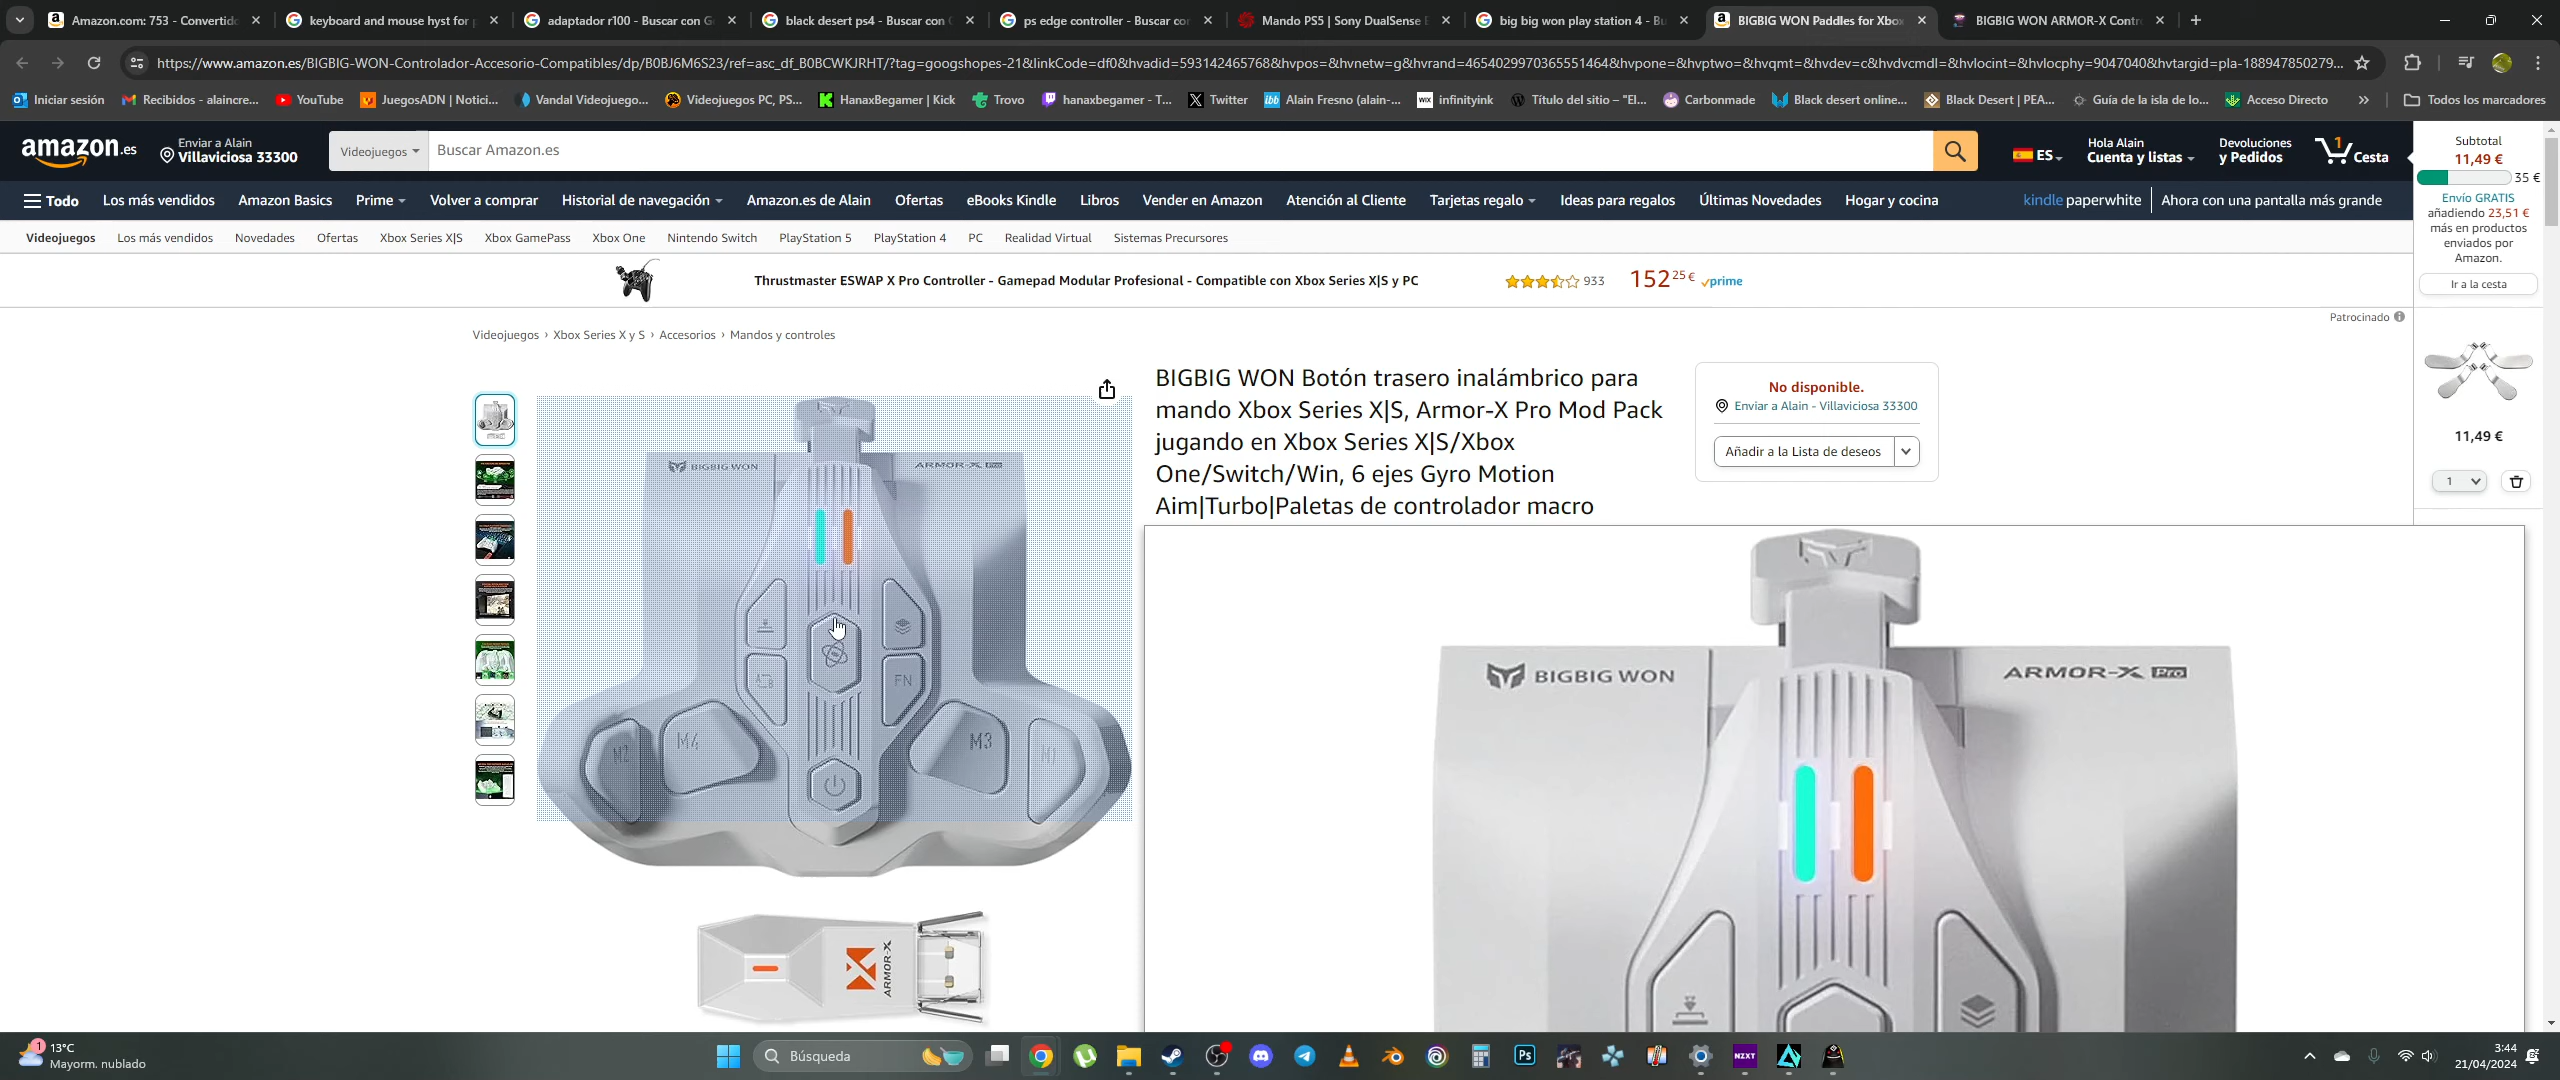 Amazon.com: 753 - Convertido
keyboard and mouse hyst for p
adaptador r100 - Buscar con G
black desert ps4 - Buscar con G
ps edge controller - Buscar con
Mando PS5 | Sony DualSense E
big big won play station 4 - Bu
BIGBIG WON Paddles for Xbox
BIGBIG WON ARMOR-X Contr
https://www.amazon.es/BIGBIG-WON-Controlador-Accesorio-Compatibles/dp/B0BJ6M6S23/ref=asc_df_B0BCWKJRHT/?tag=googshopes-21&linkCode=df0&hvadid=593142465768&hvpos=&hvnetw=g&hvrand=4654029970365551464&hvpone=&hvptwo=&hvqmt=&hvdev=c&hvdvcmdl=&hvlocint=&hvlocphy=9047040&hvtargid=pla-188947850279...
Iniciar sesión
Recibidos - alaincre...
YouTube
JuegosADN | Notici...
Vandal Videojuego...
Videojuegos PC, PS...
HanaxBegamer | Kick
Trovo
hanaxbegamer - T...
Twitter
Alain Fresno (alain-...
infinityink
Título del sitio – "El...
Carbonmade
Black desert online...
Black Desert | PEA...
Guía de la isla de lo...
Acceso Directo
»
Todos los marcadores
amazon.es
Enviar a Alain
Villaviciosa 33300
Videojuegos
Buscar Amazon.es
ES
Hola Alain
Cuenta y listas
Devoluciones
y Pedidos
1
Cesta
Todo
Los más vendidos
Amazon Basics
Prime
Volver a comprar
Historial de navegación
Amazon.es de Alain
Ofertas
eBooks Kindle
Libros
Vender en Amazon
Atención al Cliente
Tarjetas regalo
Ideas para regalos
Últimas Novedades
Hogar y cocina
kindle paperwhite
Ahora con una pantalla más grande
Videojuegos
Los más vendidos
Novedades
Ofertas
Xbox Series X|S
Xbox GamePass
Xbox One
Nintendo Switch
PlayStation 5
PlayStation 4
PC
Realidad Virtual
Sistemas Precursores
Subtotal
11,49 €
35 €
Envío GRATIS
añadiendo 23,51 €
más en productos
enviados por
Amazon.
Ir a la cesta
11,49 €
1
Thrustmaster ESWAP X Pro Controller - Gamepad Modular Profesional - Compatible con Xbox Series X|S y PC
933
152 25 €
prime
Patrocinado
Videojuegos › Xbox Series X y S › Accesorios › Mandos y controles
BIGBIG WON Botón trasero inalámbrico para
mando Xbox Series X|S, Armor-X Pro Mod Pack
jugando en Xbox Series X|S/Xbox
One/Switch/Win, 6 ejes Gyro Motion
Aim|Turbo|Paletas de controlador macro
No disponible.
Enviar a Alain - Villaviciosa 33300
Añadir a la Lista de deseos
BIGBIG WON
ARMOR-X Pro
FN
M2
M4
M3
M1
ARMOR-X
BIGBIG WON
ARMOR-X Pro
1
13°C
Mayorm. nublado
Búsqueda
Ps
NZXT
3:44
21/04/2024